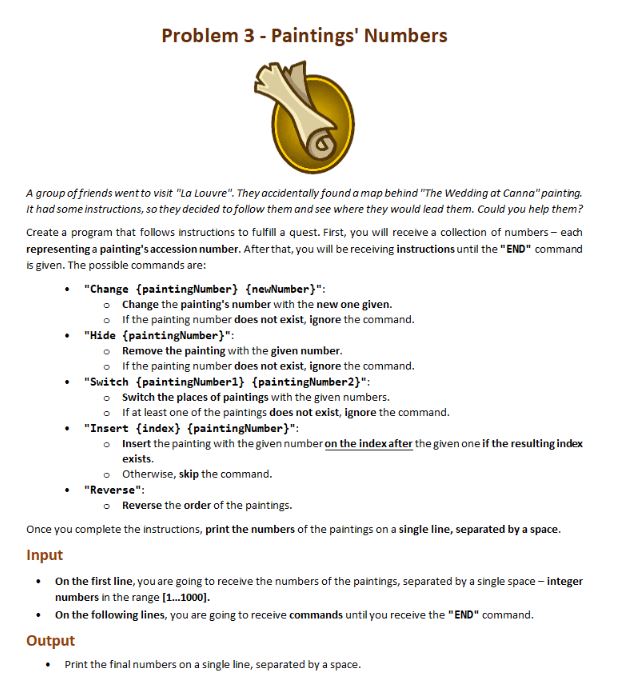 Problem 3 - Paintings' Numbers
A group of friends went to visit "La Louvre". They accidentally found a map behind "The Wedding at Canna" painting.
It had some instructions, so they decided to follow them and see where they would lead them. Could you help them?
Create a program that follows instructions to fulfill a quest. First, you will receive a collection of numbers – each
representing a painting's accession number. After that, you will be receiving instructions until the "END" command
is given. The possible commands are:
• "Change {paintingNumber} {newNumber}":
o Change the painting's number with the new one given.
o If the painting number does not exist, ignore the command.
• "Hide {paintingNumber}":
o Remove the painting with the given number.
o If the painting number does not exist, ignore the command.
• "Switch {paintingNumber1} {paintingNumber2}":
o Switch the places of paintings with the given numbers.
o If at least one of the paintings does not exist, ignore the command.
• "Insert {index} {paintingNumber}":
o Insert the painting with the given number on the index after the given one if the resulting index
exists.
o Otherwise, skip the command.
• "Reverse":
o Reverse the order of the paintings.
Once you complete the instructions, print the numbers of the paintings on a single line, separated by a space.
Input
• On the first line, you are going to receive the numbers of the paintings, separated by a single space – integer
numbers in the range [1…1000].
• On the following lines, you are going to receive commands until you receive the "END" command.
Output
• Print the final numbers on a single line, separated by a space.